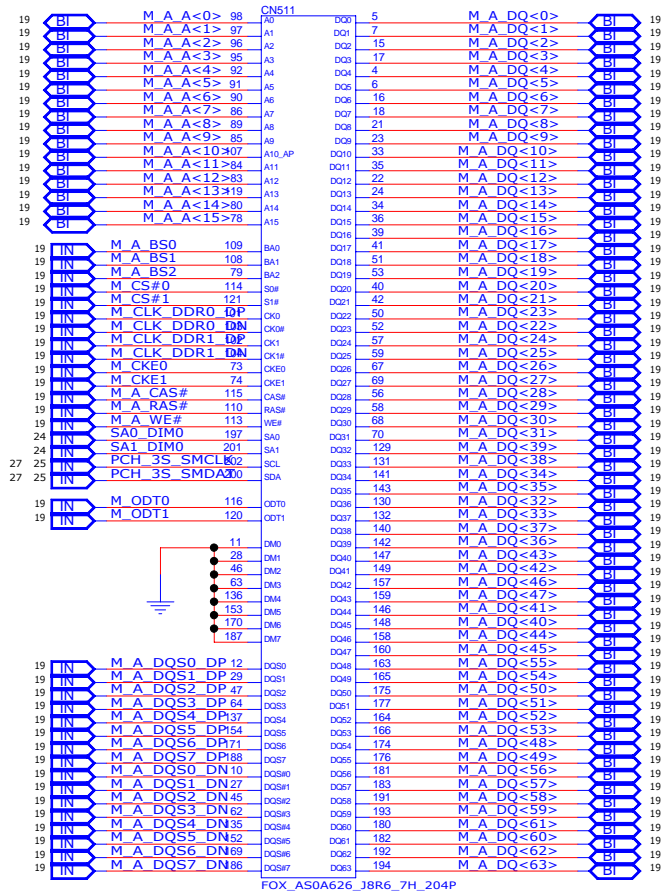 CN511
19 BI M_A_A<0> 98 A0 DQ0 5 M_A_DQ<0> BI 19
19 BI M_A_A<1> 97 A1 DQ1 7 M_A_DQ<1> BI 19
19 BI M_A_A<2> 96 A2 DQ2 15 M_A_DQ<2> BI 19
19 BI M_A_A<3> 95 A3 DQ3 17 M_A_DQ<3> BI 19
19 BI M_A_A<4> 92 A4 DQ4 4 M_A_DQ<4> BI 19
19 BI M_A_A<5> 91 A5 DQ5 6 M_A_DQ<5> BI 19
19 BI M_A_A<6> 90 A6 DQ6 16 M_A_DQ<6> BI 19
19 BI M_A_A<7> 86 A7 DQ7 18 M_A_DQ<7> BI 19
19 BI M_A_A<8> 89 A8 DQ8 21 M_A_DQ<8> BI 19
19 BI M_A_A<9> 85 A9 DQ9 23 M_A_DQ<9> BI 19
19 BI M_A_A<10> 107 A10_AP DQ10 33 M_A_DQ<10> BI 19
19 BI M_A_A<11> 84 A11 DQ11 35 M_A_DQ<11> BI 19
19 BI M_A_A<12> 83 A12 DQ12 22 M_A_DQ<12> BI 19
19 BI M_A_A<13> 119 A13 DQ13 24 M_A_DQ<13> BI 19
19 BI M_A_A<14> 80 A14 DQ14 34 M_A_DQ<14> BI 19
19 BI M_A_A<15> 78 A15 DQ15 36 M_A_DQ<15> BI 19
DQ16 39 M_A_DQ<16> BI 19
19 IN M_A_BS0 109 BA0 DQ17 41 M_A_DQ<17> BI 19
19 IN M_A_BS1 108 BA1 DQ18 51 M_A_DQ<18> BI 19
19 IN M_A_BS2 79 BA2 DQ19 53 M_A_DQ<19> BI 19
19 IN M_CS#0 114 S0# DQ20 40 M_A_DQ<20> BI 19
19 IN M_CS#1 121 S1# DQ21 42 M_A_DQ<21> BI 19
19 IN M_CLK_DDR0_DP 101 CK0 DQ22 50 M_A_DQ<23> BI 19
19 IN M_CLK_DDR0_DN 103 CK0# DQ23 52 M_A_DQ<22> BI 19
19 IN M_CLK_DDR1_DP 102 CK1 DQ24 57 M_A_DQ<24> BI 19
19 IN M_CLK_DDR1_DN 104 CK1# DQ25 59 M_A_DQ<25> BI 19
19 IN M_CKE0 73 CKE0 DQ26 67 M_A_DQ<26> BI 19
19 IN M_CKE1 74 CKE1 DQ27 69 M_A_DQ<27> BI 19
19 IN M_A_CAS# 115 CAS# DQ28 56 M_A_DQ<28> BI 19
19 IN M_A_RAS# 110 RAS# DQ29 58 M_A_DQ<29> BI 19
19 IN M_A_WE# 113 WE# DQ30 68 M_A_DQ<30> BI 19
24 IN SA0_DIM0 197 SA0 DQ31 70 M_A_DQ<31> BI 19
24 IN SA1_DIM0 201 SA1 DQ32 129 M_A_DQ<39> BI 19
27 25 IN PCH_3S_SMCLK 202 SCL DQ33 131 M_A_DQ<38> BI 19
27 25 IN PCH_3S_SMDAT 200 SDA DQ34 141 M_A_DQ<34> BI 19
DQ35 143 M_A_DQ<35> BI 19
19 IN M_ODT0 116 ODT0 DQ36 130 M_A_DQ<32> BI 19
19 IN M_ODT1 120 ODT1 DQ37 132 M_A_DQ<33> BI 19
DQ38 140 M_A_DQ<37> BI 19
11 DM0 DQ39 142 M_A_DQ<36> BI 19
28 DM1 DQ40 147 M_A_DQ<43> BI 19
46 DM2 DQ41 149 M_A_DQ<42> BI 19
63 DM3 DQ42 157 M_A_DQ<46> BI 19
136 DM4 DQ43 159 M_A_DQ<47> BI 19
153 DM5 DQ44 146 M_A_DQ<41> BI 19
170 DM6 DQ45 148 M_A_DQ<40> BI 19
187 DM7 DQ46 158 M_A_DQ<44> BI 19
DQ47 160 M_A_DQ<45> BI 19
19 IN M_A_DQS0_DP 12 DQS0 DQ48 163 M_A_DQ<55> BI 19
19 IN M_A_DQS1_DP 29 DQS1 DQ49 165 M_A_DQ<54> BI 19
19 IN M_A_DQS2_DP 47 DQS2 DQ50 175 M_A_DQ<50> BI 19
19 IN M_A_DQS3_DP 64 DQS3 DQ51 177 M_A_DQ<51> BI 19
19 IN M_A_DQS4_DP 137 DQS4 DQ52 164 M_A_DQ<52> BI 19
19 IN M_A_DQS5_DP 154 DQS5 DQ53 166 M_A_DQ<53> BI 19
19 IN M_A_DQS6_DP 171 DQS6 DQ54 174 M_A_DQ<48> BI 19
19 IN M_A_DQS7_DP 188 DQS7 DQ55 176 M_A_DQ<49> BI 19
19 IN M_A_DQS0_DN 10 DQS#0 DQ56 181 M_A_DQ<56> BI 19
19 IN M_A_DQS1_DN 27 DQS#1 DQ57 183 M_A_DQ<57> BI 19
19 IN M_A_DQS2_DN 45 DQS#2 DQ58 191 M_A_DQ<58> BI 19
19 IN M_A_DQS3_DN 62 DQS#3 DQ59 193 M_A_DQ<59> BI 19
19 IN M_A_DQS4_DN 135 DQS#4 DQ60 180 M_A_DQ<61> BI 19
19 IN M_A_DQS5_DN 152 DQS#5 DQ61 182 M_A_DQ<60> BI 19
19 IN M_A_DQS6_DN 169 DQS#6 DQ62 192 M_A_DQ<62> BI 19
19 IN M_A_DQS7_DN 186 DQS#7 DQ63 194 M_A_DQ<63> BI 19
FOX_AS0A626_J8R6_7H_204P